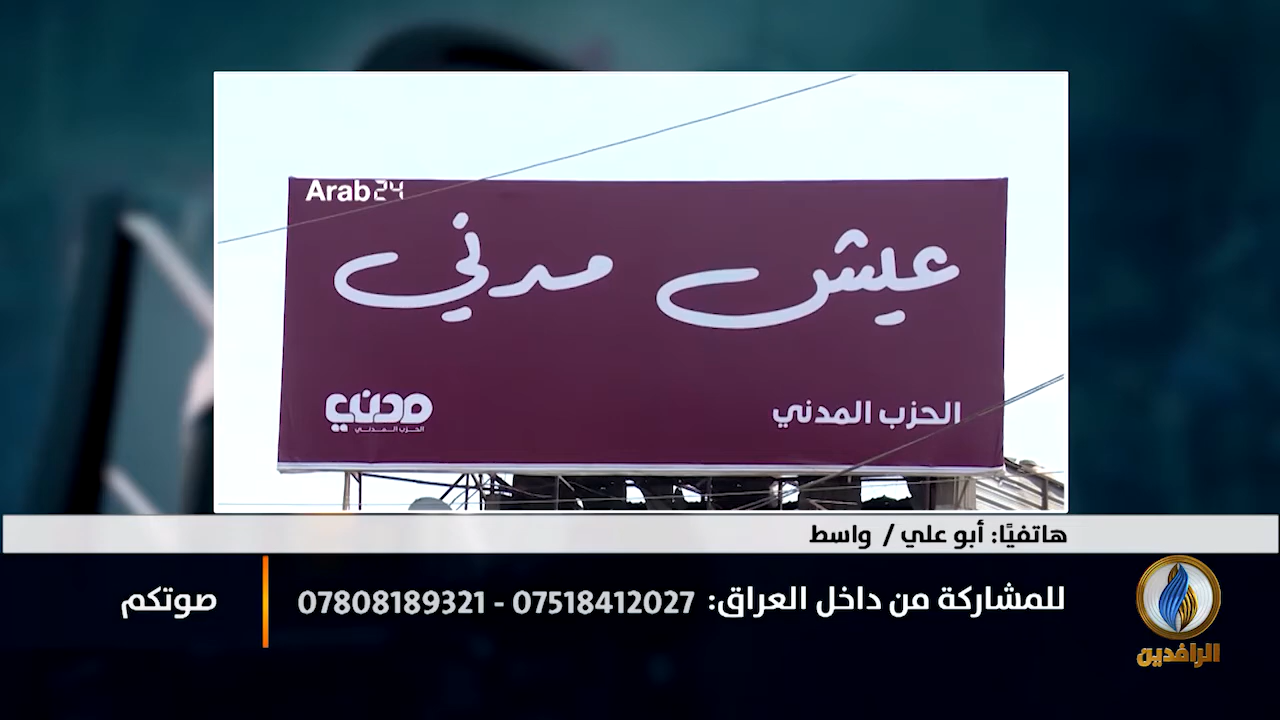 Arab24
عيش مدني
الحزب المدني
مدني
الحزب المدني
هاتفيًا: أبو علي / واسط
للمشاركة من داخل العراق: 07518412027 - 07808189321
صوتكم
الرافدين